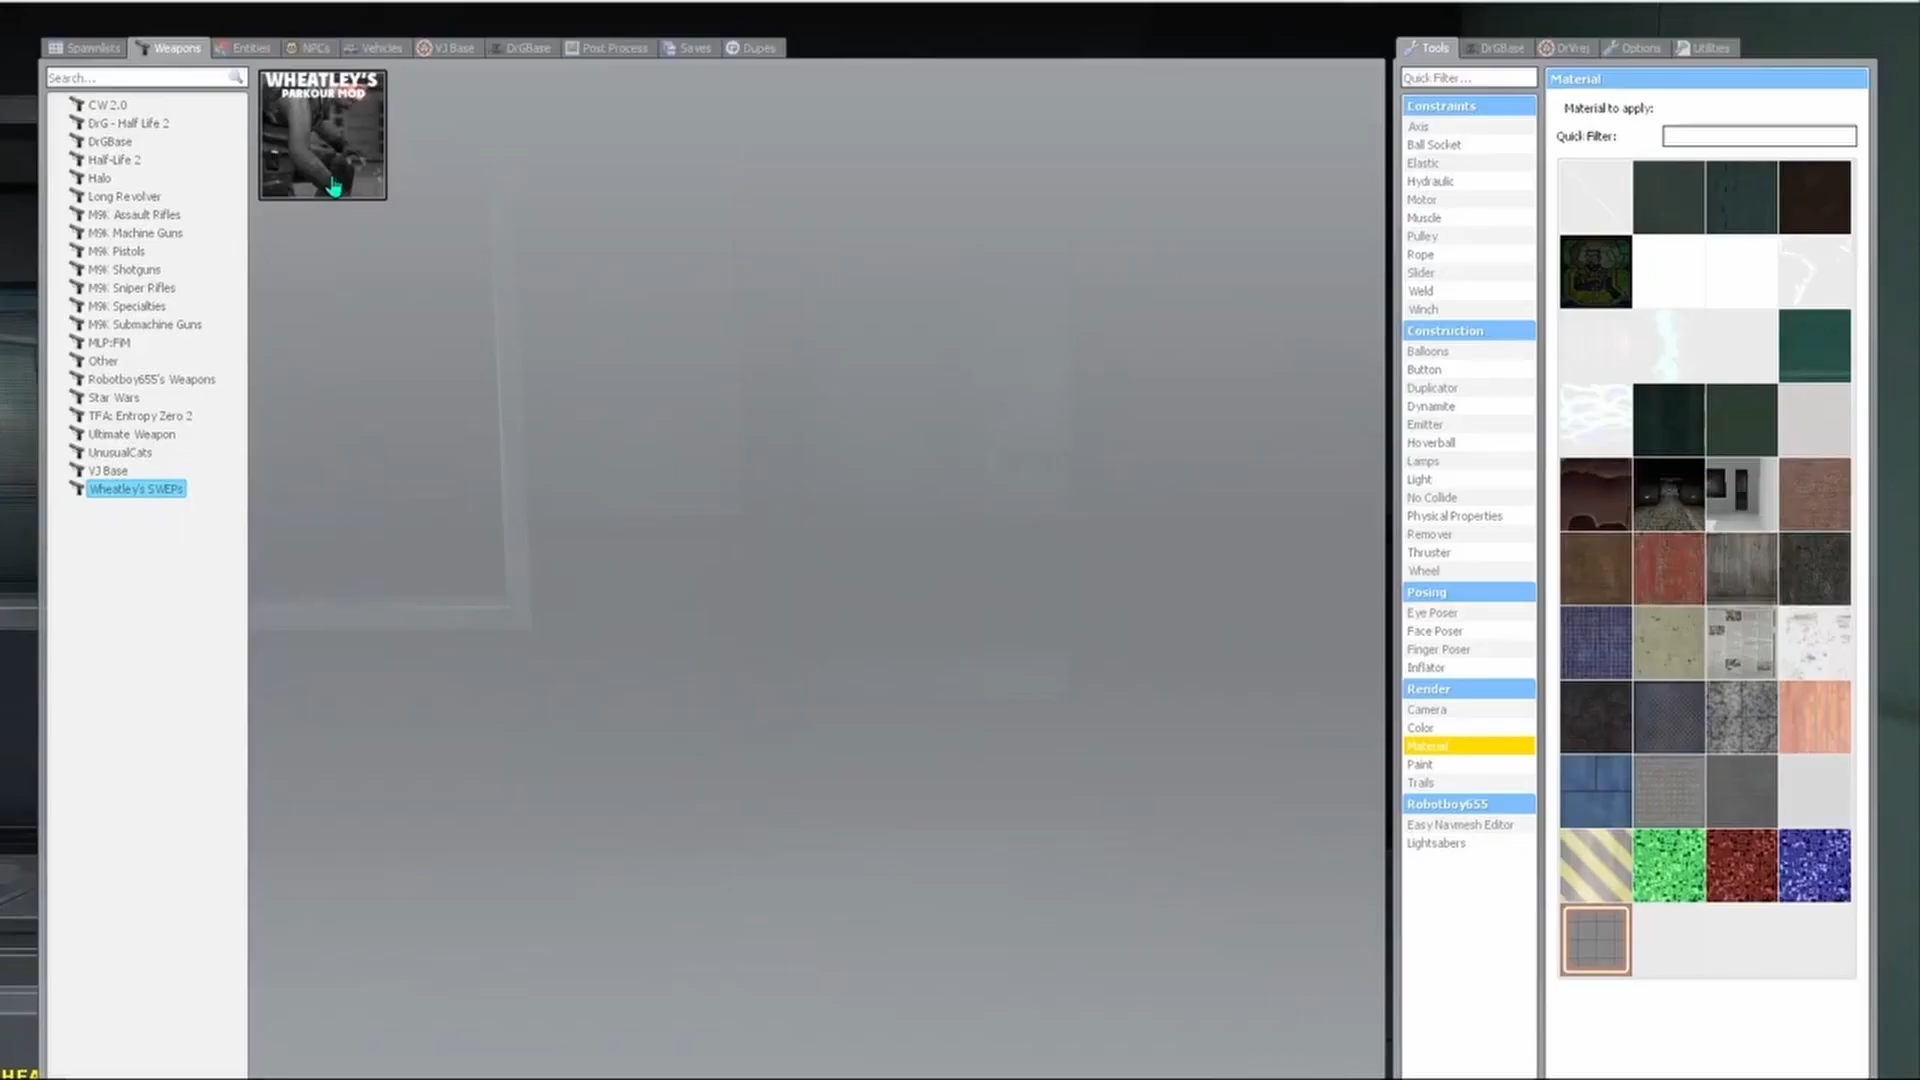 Spawnlists
Weapons
Entities
NPCs
Vehicles
VJ Base
DrGBase
Post Process
Saves
Dupes
Search...
CW 2.0
DrG - Half Life 2
DrGBase
Half-Life 2
Halo
Long Revolver
M9K Assault Rifles
M9K Machine Guns
M9K Pistols
M9K Shotguns
M9K Sniper Rifles
M9K Specialties
M9K Submachine Guns
MLP:FiM
Other
Robotboy655's Weapons
Star Wars
TFA: Entropy Zero 2
Ultimate Weapon
UnusualCats
VJ Base
Wheatley's SWEPs
WHEATLEY'S
PARKOUR MOD
Tools
DrGBase
DrVrej
Options
Utilities
Quick Filter...
Constraints
Axis
Ball Socket
Elastic
Hydraulic
Motor
Muscle
Pulley
Rope
Slider
Weld
Winch
Construction
Balloons
Button
Duplicator
Dynamite
Emitter
Hoverball
Lamps
Light
No Collide
Physical Properties
Remover
Thruster
Wheel
Posing
Eye Poser
Face Poser
Finger Poser
Inflator
Render
Camera
Color
Material
Paint
Trails
Robotboy655
Easy Navmesh Editor
Lightsabers
Material
Material to apply:
Quick Filter: